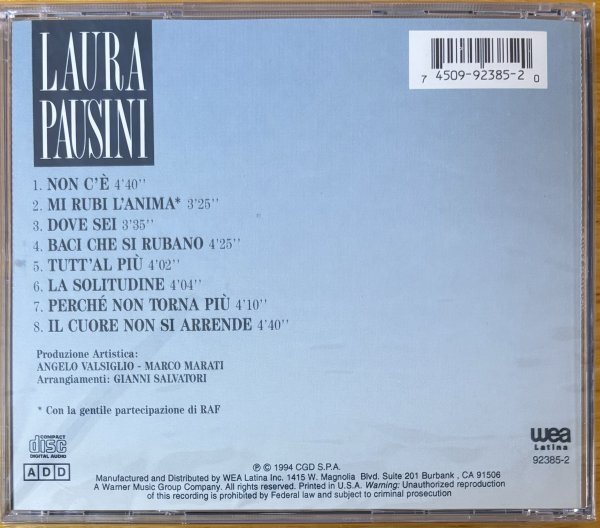 LAURA
PAUSINI
7 4509-92385-2 0
1. NON C'È 4'40''
2. MI RUBI L'ANIMA* 3'25''
3. DOVE SEI 3'35''
4. BACI CHE SI RUBANO 4'25''
5. TUTT'AL PIÙ 4'02''
6. LA SOLITUDINE 4'04''
7. PERCHÉ NON TORNA PIÙ 4'10''
8. IL CUORE NON SI ARRENDE 4'40''
Produzione Artistica:
ANGELO VALSIGLIO - MARCO MARATI
Arrangiamenti: GIANNI SALVATORI
* Con la gentile partecipazione di RAF
COMPACT
disc
DIGITAL AUDIO
A D D
wea
Latina
92385-2
℗ © 1994 CGD S.P.A.
Manufactured and Distributed by WEA Latina Inc. 1415 W. Magnolia Blvd. Suite 201 Burbank , CA 91506
A Warner Music Group Company. All rights reserved. Printed in U.S.A. Warning: Unauthorized reproduction
of this recording is prohibited by Federal law and subject to criminal prosecution